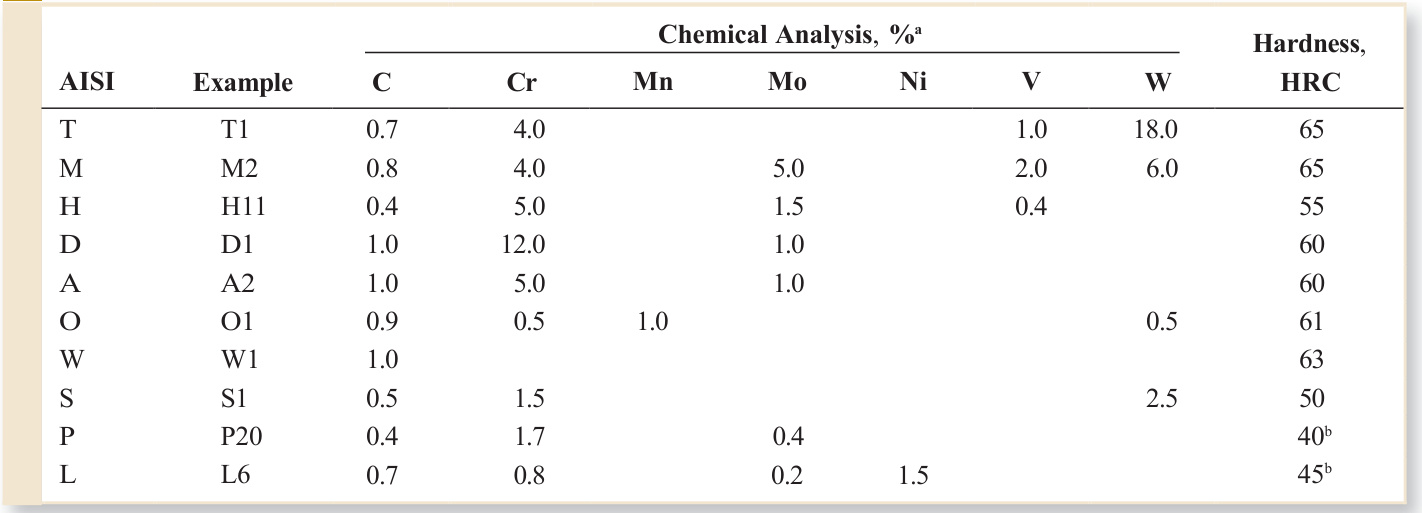 Chemical Analysis, %ᵃ
Hardness,
AISI Example C Cr Mn Mo Ni V W HRC
T T1 0.7 4.0 1.0 18.0 65
M M2 0.8 4.0 5.0 2.0 6.0 65
H H11 0.4 5.0 1.5 0.4 55
D D1 1.0 12.0 1.0 60
A A2 1.0 5.0 1.0 60
O O1 0.9 0.5 1.0 0.5 61
W W1 1.0 63
S S1 0.5 1.5 2.5 50
P P20 0.4 1.7 0.4 40ᵇ
L L6 0.7 0.8 0.2 1.5 45ᵇ